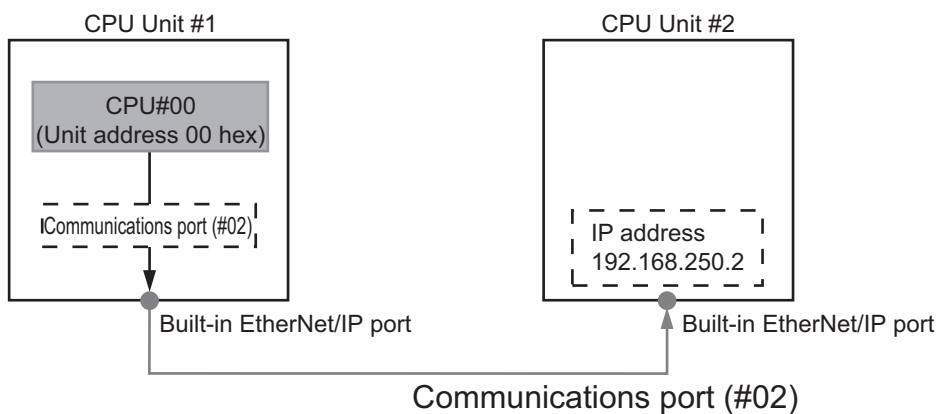 CPU Unit #1
CPU Unit #2
CPU#00
(Unit address 00 hex)
Communications port (#02)
IP address
192.168.250.2
Built-in EtherNet/IP port
Built-in EtherNet/IP port
Communications port (#02)